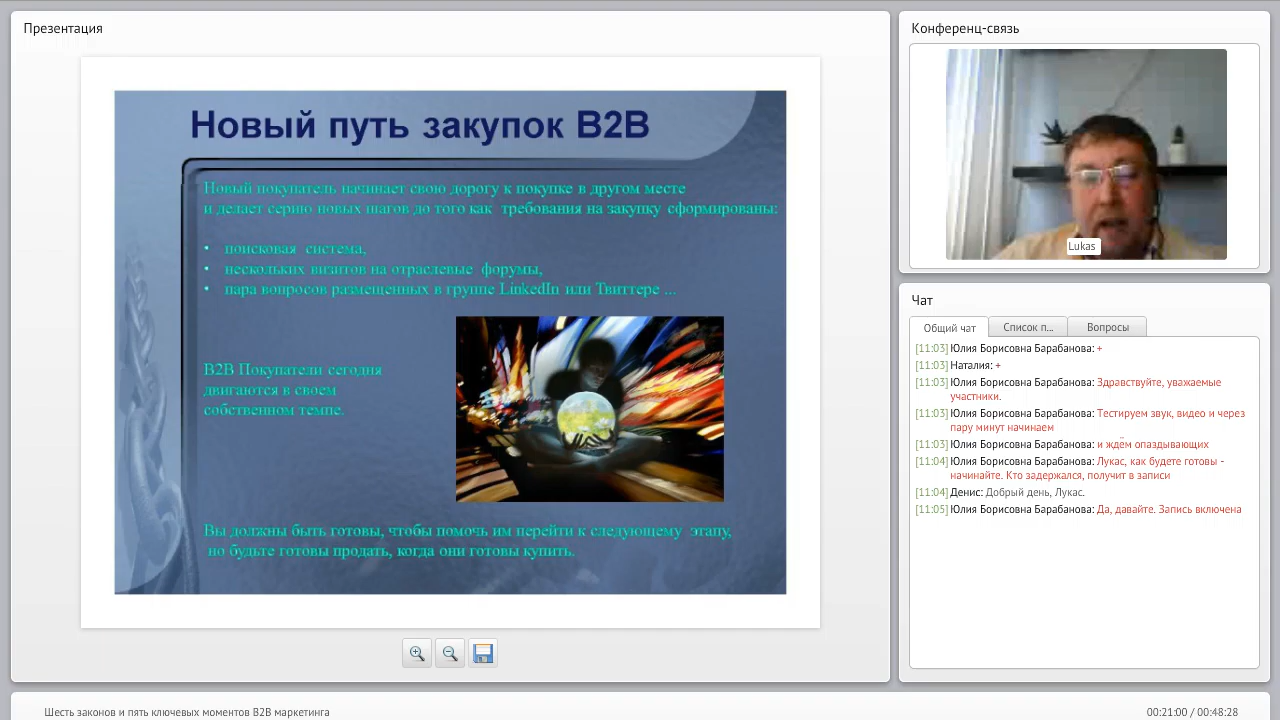 Презентация
Новый путь закупок B2B
Новый покупатель начинает свою дорогу к покупке в другом месте
и делает серию новых шагов до того как требования на закупку сформированы:
• поисковая система,
• нескольких визитов на отраслевые форумы,
• пара вопросов размещенных в группе LinkedIn или Твиттере ...
B2B Покупатели сегодня
двигаются в своем
собственном темпе.
Вы должны быть готовы, чтобы помочь им перейти к следующему этапу,
но будьте готовы продать, когда они готовы купить.
Конференц-связь
Lukas
Чат
Общий чат
Список п...
Вопросы
[11:03] Юлия Борисовна Барабанова: +
[11:03] Наталия: +
[11:03] Юлия Борисовна Барабанова: Здравствуйте, уважаемые
участники.
[11:03] Юлия Борисовна Барабанова: Тестируем звук, видео и через
пару минут начинаем
[11:03] Юлия Борисовна Барабанова: и ждём опаздывающих
[11:04] Юлия Борисовна Барабанова: Лукас, как будете готовы -
начинайте. Кто задержался, получит в записи
[11:04] Денис: Добрый день, Лукас.
[11:05] Юлия Борисовна Барабанова: Да, давайте. Запись включена
Шесть законов и пять ключевых моментов B2B маркетинга
00:21:00 / 00:48:28